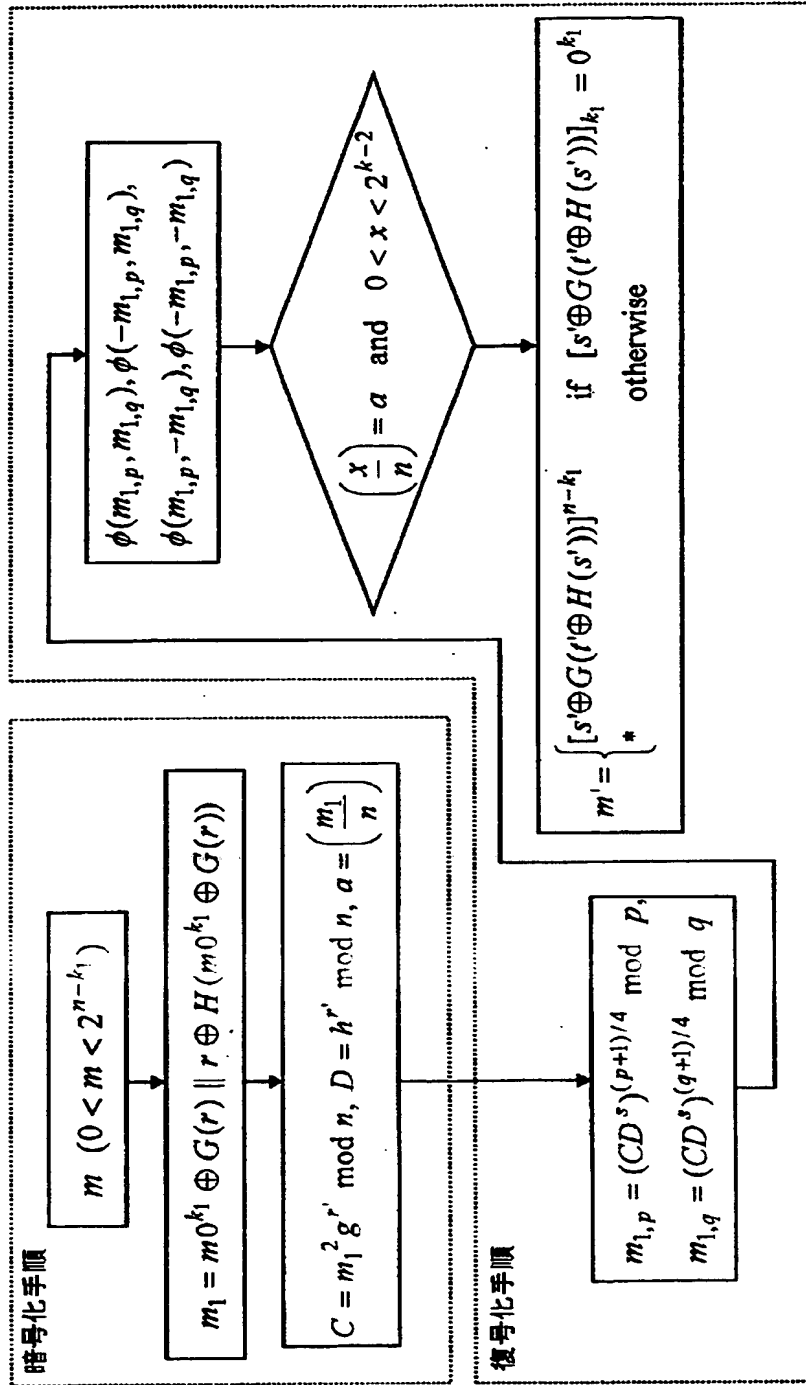 暗号化手順
m (0 < m < 2^{n-k_1})
m_1 = m0^{k_1} ⊕ G(r) || r ⊕ H(m0^{k_1} ⊕ G(r))
C = m_1^2 g^{r'} mod n, D = h^{r'} mod n, a = (m_1/n)
復号化手順
m_{1,p} = (CD^s)^{(p+1)/4} mod p,
m_{1,q} = (CD^s)^{(q+1)/4} mod q
ϕ(m_{1,p}, m_{1,q}), ϕ(-m_{1,p}, m_{1,q}),
ϕ(m_{1,p}, -m_{1,q}), ϕ(-m_{1,p}, -m_{1,q})
(x/n) = a and 0 < x < 2^{k-2}
m' = { [s'⊕G(t'⊕H(s'))]^{n-k_1} if [s'⊕G(t'⊕H(s'))]_{k_1} = 0^{k_1}
* otherwise